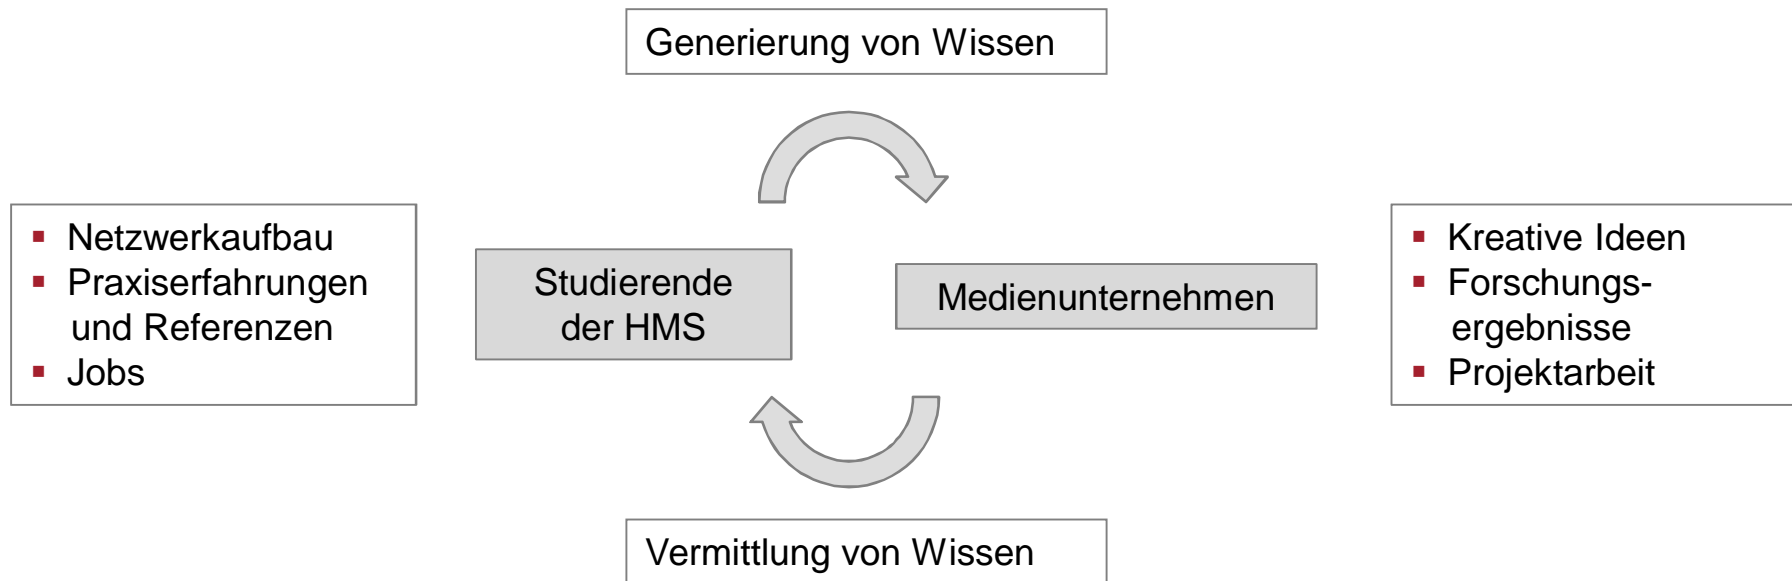 Generierung von Wissen
▪ Netzwerkaufbau
▪ Praxiserfahrungen
und Referenzen
▪ Jobs
Studierende
der HMS
Medienunternehmen
▪ Kreative Ideen
▪ Forschungs-
ergebnisse
▪ Projektarbeit
Vermittlung von Wissen